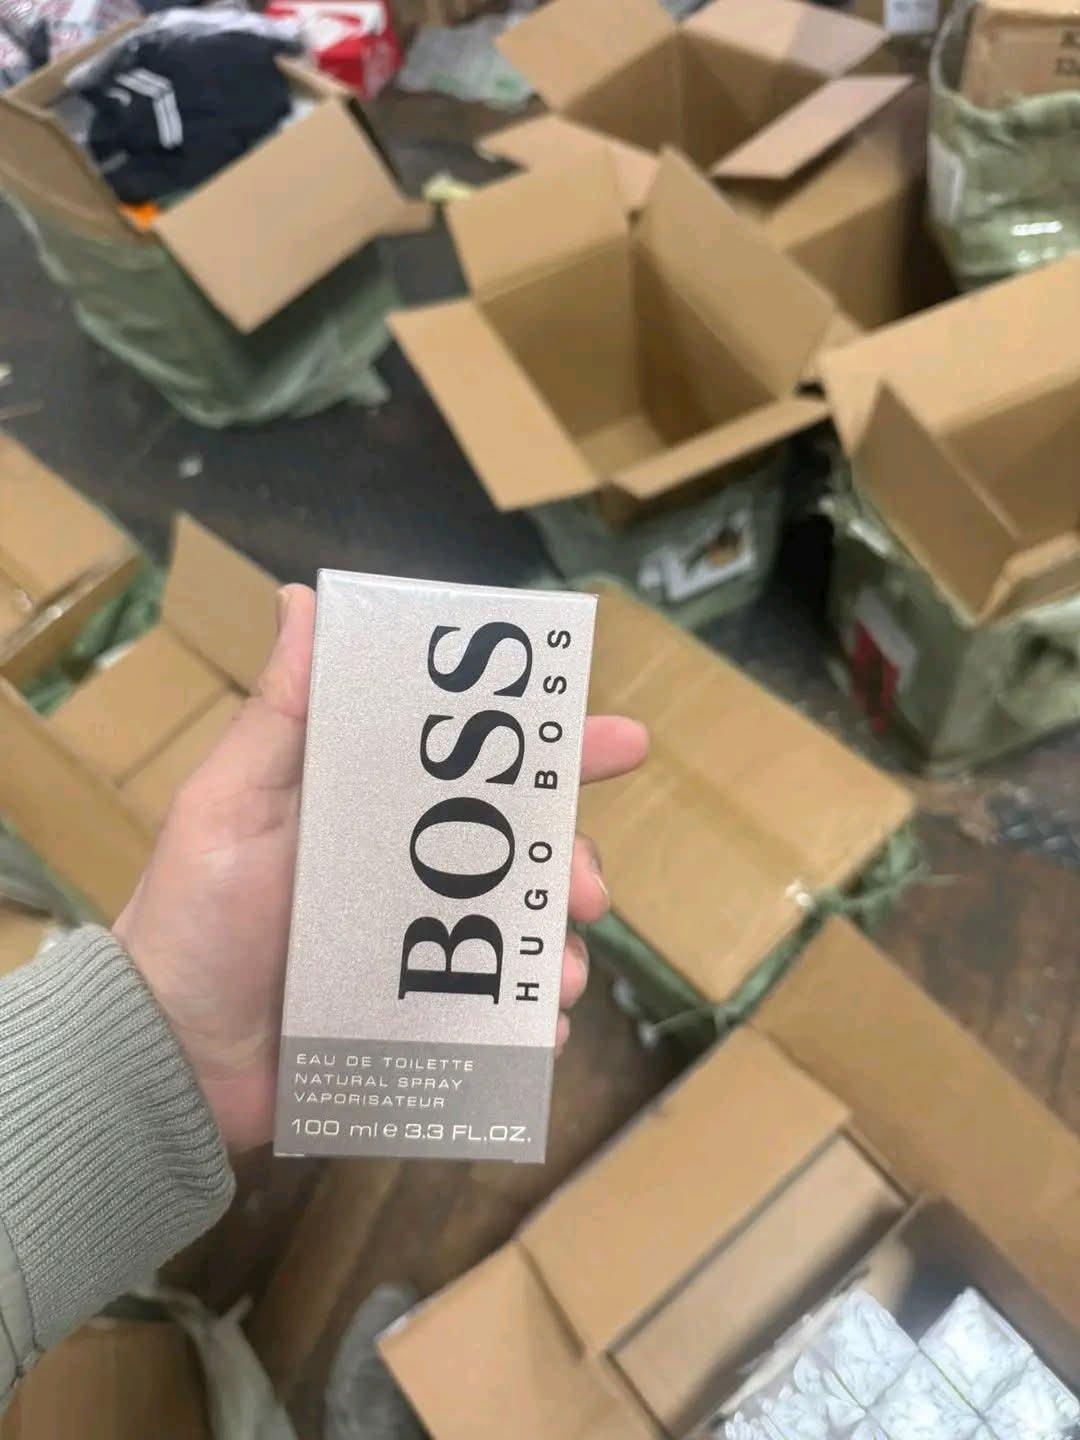 BOSS
HUGO BOSS
EAU DE TOILETTE
NATURAL SPRAY
VAPORISATEUR
100 ml e 3.3 FL.OZ.